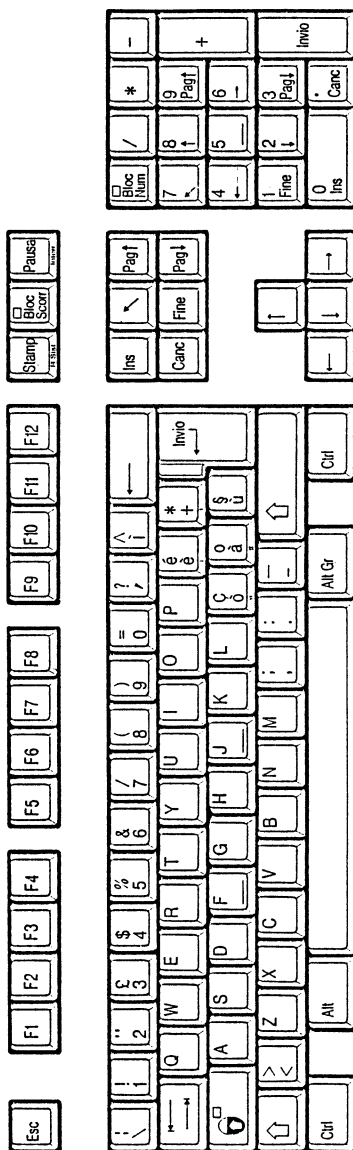 Esc F1 F2 F3 F4 F5 F6 F7 F8 F9 F10 F11 F12 Stamp Bloc Scorr Pausa
| \ ! 1 " 2 £ 3 $ 4 % 5 & 6 / 7 ( 8 ) 9 = 0 ? ' ^ ì ← Ins ↖ Pag↑ Bloc Num / * -
Q W E R T Y U I O P é è * + Invio Canc Fine Pag↓ 7 ↖ 8 ↑ 9 Pag↑ +
A S D F G H J K L ç ò ° à § ù 4 ← 5 6 →
⇧ > < Z X C V B N M ; , : . _ - ⇧ ↑ 1 Fine 2 ↓ 3 Pag↓ Invio
Ctrl Alt Alt Gr Ctrl ← ↓ → 0 Ins . Canc